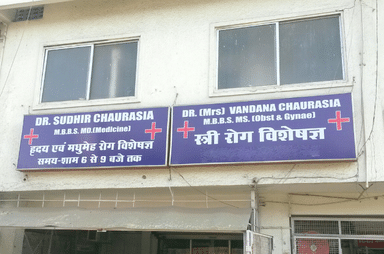 DR. SUDHIR CHAURASIA
M.B.B.S. MD.(Medicine)
हृदय एवं मधुमेह रोग विशेषज्ञ
समय-शाम 6 से 9 बजे तक
DR. (Mrs) VANDANA CHAURASIA
M.B.B.S. MS. (Obst & Gynae)
स्त्री रोग विशेषज्ञ